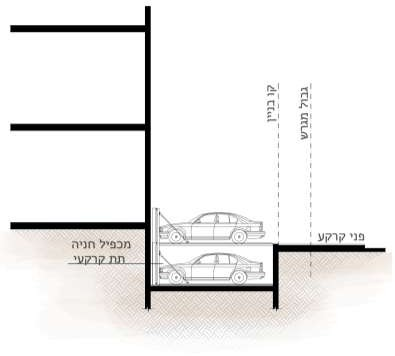 קו בניין
גבול מגרש
פני קרקע
מכפיל חניה
תת קרקעי